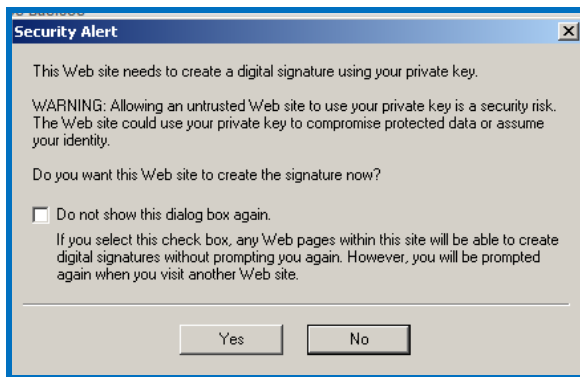 Security Alert
This Web site needs to create a digital signature using your private key.
WARNING: Allowing an untrusted Web site to use your private key is a security risk.
The Web site could use your private key to compromise protected data or assume
your identity.
Do you want this Web site to create the signature now?
Do not show this dialog box again.
If you select this check box, any Web pages within this site will be able to create
digital signatures without prompting you again. However, you will be prompted
again when you visit another Web site.
Yes
No